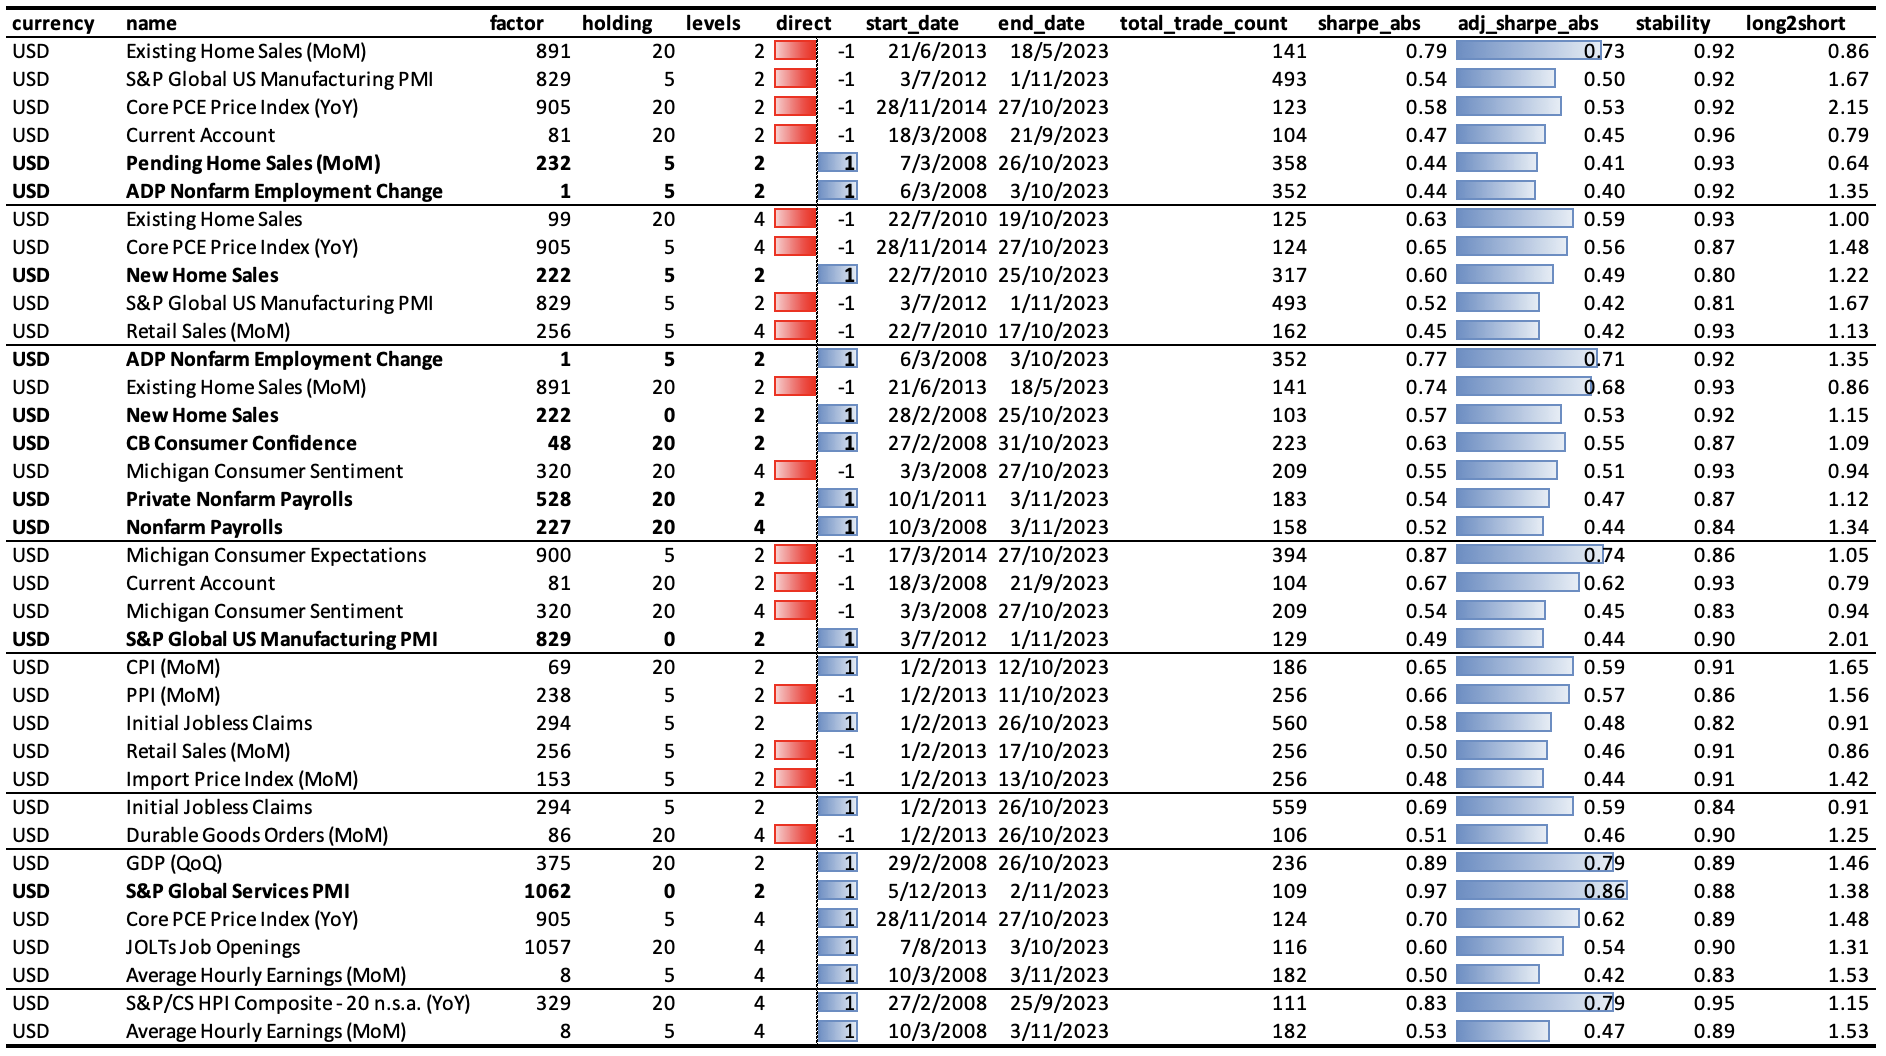 currency name factor holding levels direct start_date end_date total_trade_count sharpe_abs adj_sharpe_abs stability long2short
USD Existing Home Sales (MoM) 891 20 2 -1 21/6/2013 18/5/2023 141 0.79 0.73 0.92 0.86
USD S&P Global US Manufacturing PMI 829 5 2 -1 3/7/2012 1/11/2023 493 0.54 0.50 0.92 1.67
USD Core PCE Price Index (YoY) 905 20 2 -1 28/11/2014 27/10/2023 123 0.58 0.53 0.92 2.15
USD Current Account 81 20 2 -1 18/3/2008 21/9/2023 104 0.47 0.45 0.96 0.79
USD Pending Home Sales (MoM) 232 5 2 1 7/3/2008 26/10/2023 358 0.44 0.41 0.93 0.64
USD ADP Nonfarm Employment Change 1 5 2 1 6/3/2008 3/10/2023 352 0.44 0.40 0.92 1.35
USD Existing Home Sales 99 20 4 -1 22/7/2010 19/10/2023 125 0.63 0.59 0.93 1.00
USD Core PCE Price Index (YoY) 905 5 4 -1 28/11/2014 27/10/2023 124 0.65 0.56 0.87 1.48
USD New Home Sales 222 5 2 1 22/7/2010 25/10/2023 317 0.60 0.49 0.80 1.22
USD S&P Global US Manufacturing PMI 829 5 2 -1 3/7/2012 1/11/2023 493 0.52 0.42 0.81 1.67
USD Retail Sales (MoM) 256 5 4 -1 22/7/2010 17/10/2023 162 0.45 0.42 0.93 1.13
USD ADP Nonfarm Employment Change 1 5 2 1 6/3/2008 3/10/2023 352 0.77 0.71 0.92 1.35
USD Existing Home Sales (MoM) 891 20 2 -1 21/6/2013 18/5/2023 141 0.74 0.68 0.93 0.86
USD New Home Sales 222 0 2 1 28/2/2008 25/10/2023 103 0.57 0.53 0.92 1.15
USD CB Consumer Confidence 48 20 2 1 27/2/2008 31/10/2023 223 0.63 0.55 0.87 1.09
USD Michigan Consumer Sentiment 320 20 4 -1 3/3/2008 27/10/2023 209 0.55 0.51 0.93 0.94
USD Private Nonfarm Payrolls 528 20 2 1 10/1/2011 3/11/2023 183 0.54 0.47 0.87 1.12
USD Nonfarm Payrolls 227 20 4 1 10/3/2008 3/11/2023 158 0.52 0.44 0.84 1.34
USD Michigan Consumer Expectations 900 5 2 -1 17/3/2014 27/10/2023 394 0.87 0.74 0.86 1.05
USD Current Account 81 20 2 -1 18/3/2008 21/9/2023 104 0.67 0.62 0.93 0.79
USD Michigan Consumer Sentiment 320 20 4 -1 3/3/2008 27/10/2023 209 0.54 0.45 0.83 0.94
USD S&P Global US Manufacturing PMI 829 0 2 1 3/7/2012 1/11/2023 129 0.49 0.44 0.90 2.01
USD CPI (MoM) 69 20 2 1 1/2/2013 12/10/2023 186 0.65 0.59 0.91 1.65
USD PPI (MoM) 238 5 2 -1 1/2/2013 11/10/2023 256 0.66 0.57 0.86 1.56
USD Initial Jobless Claims 294 5 2 1 1/2/2013 26/10/2023 560 0.58 0.48 0.82 0.91
USD Retail Sales (MoM) 256 5 2 -1 1/2/2013 17/10/2023 256 0.50 0.46 0.91 0.86
USD Import Price Index (MoM) 153 5 2 -1 1/2/2013 13/10/2023 256 0.48 0.44 0.91 1.42
USD Initial Jobless Claims 294 5 2 1 1/2/2013 26/10/2023 559 0.69 0.59 0.84 0.91
USD Durable Goods Orders (MoM) 86 20 4 -1 1/2/2013 26/10/2023 106 0.51 0.46 0.90 1.25
USD GDP (QoQ) 375 20 2 1 29/2/2008 26/10/2023 236 0.89 0.79 0.89 1.46
USD S&P Global Services PMI 1062 0 2 1 5/12/2013 2/11/2023 109 0.97 0.86 0.88 1.38
USD Core PCE Price Index (YoY) 905 5 4 1 28/11/2014 27/10/2023 124 0.70 0.62 0.89 1.48
USD JOLTs Job Openings 1057 20 4 1 7/8/2013 3/10/2023 116 0.60 0.54 0.90 1.31
USD Average Hourly Earnings (MoM) 8 5 4 1 10/3/2008 3/11/2023 182 0.50 0.42 0.83 1.53
USD S&P/CS HPI Composite - 20 n.s.a. (YoY) 329 20 4 1 27/2/2008 25/9/2023 111 0.83 0.79 0.95 1.15
USD Average Hourly Earnings (MoM) 8 5 4 1 10/3/2008 3/11/2023 182 0.53 0.47 0.89 1.53